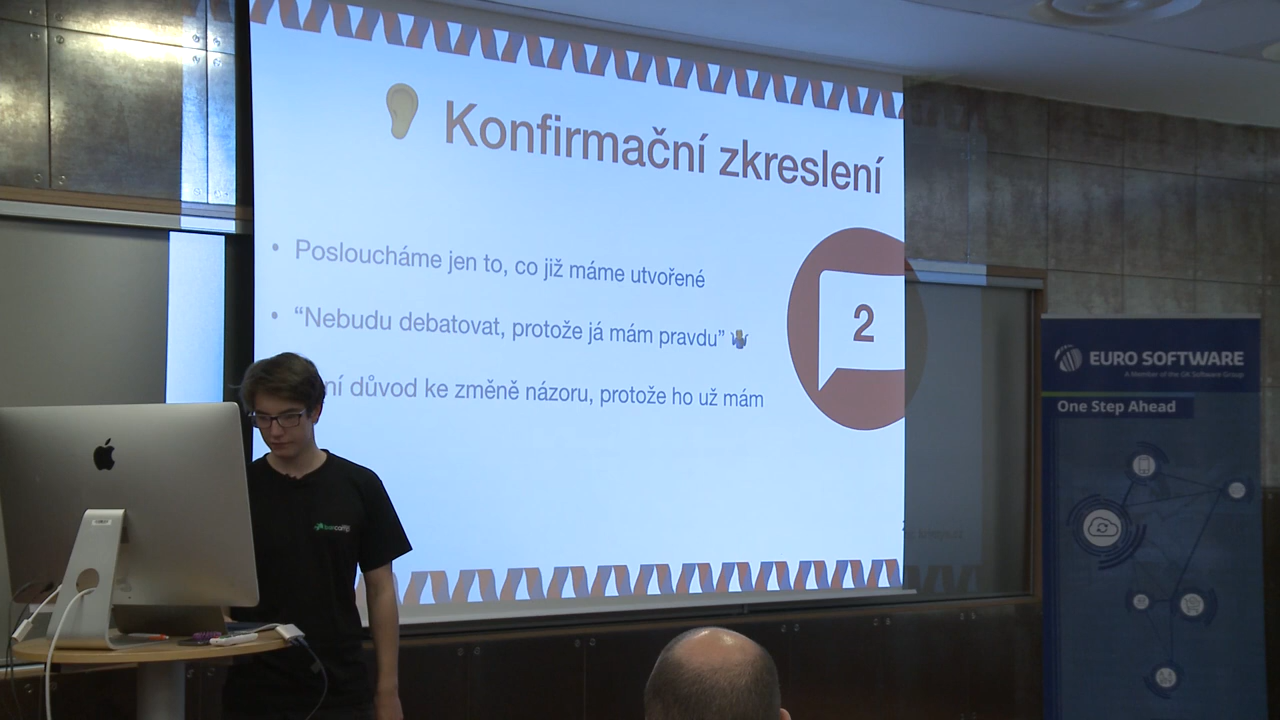 Konfirmační zkreslení
• Posloucháme jen to, co již máme utvořené
• “Nebudu debatovat, protože já mám pravdu”
důvod ke změně názoru, protože ho už mám
2
EURO SOFTWARE
A Member of the GK Software Group
One Step Ahead